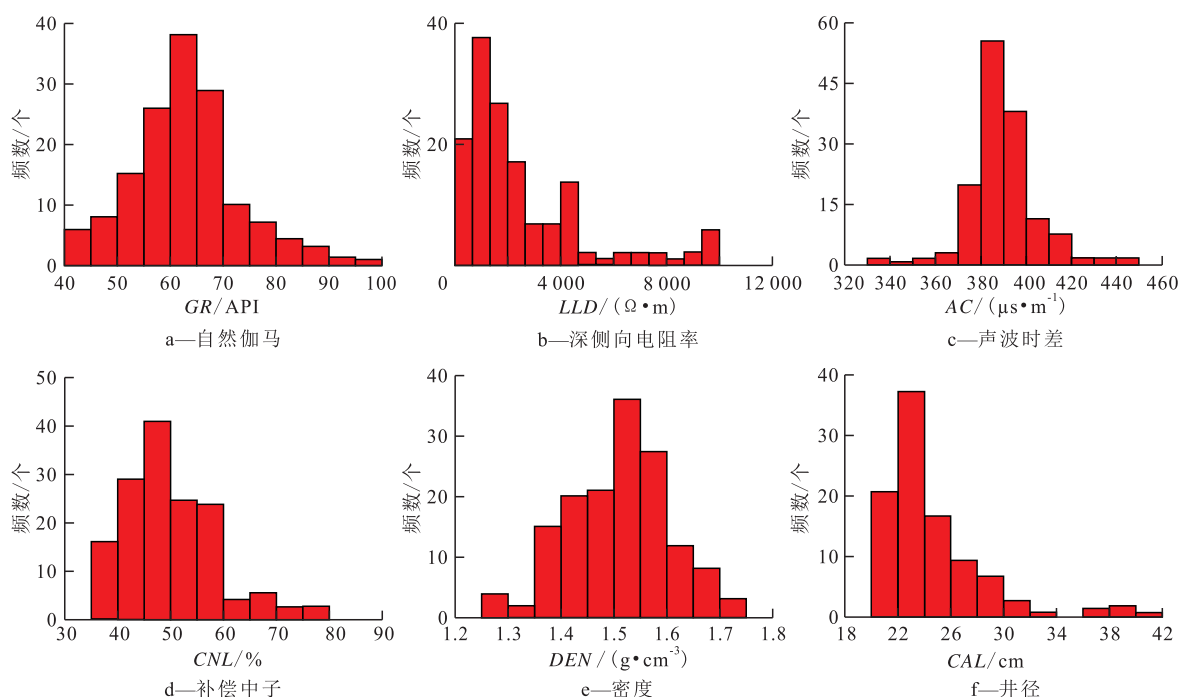 频数/个
40
30
20
10
0
40 50 60 70 80 90 100
GR/API
a—自然伽马
频数/个
40
20
0 4 000 8 000 12 000
LLD/(Ω•m)
b—深侧向电阻率
频数/个
60
45
30
15
0
320 340 360 380 400 420 440 460
AC/(μs•m⁻¹)
c—声波时差
频数/个
50
40
30
20
10
0
30 40 50 60 70 80 90
CNL/%
d—补偿中子
频数/个
40
30
20
10
0
1.2 1.3 1.4 1.5 1.6 1.7 1.8
DEN/(g•cm⁻³)
e—密度
频数/个
40
30
20
10
0
18 22 26 30 34 38 42
CAL/cm
f—井径